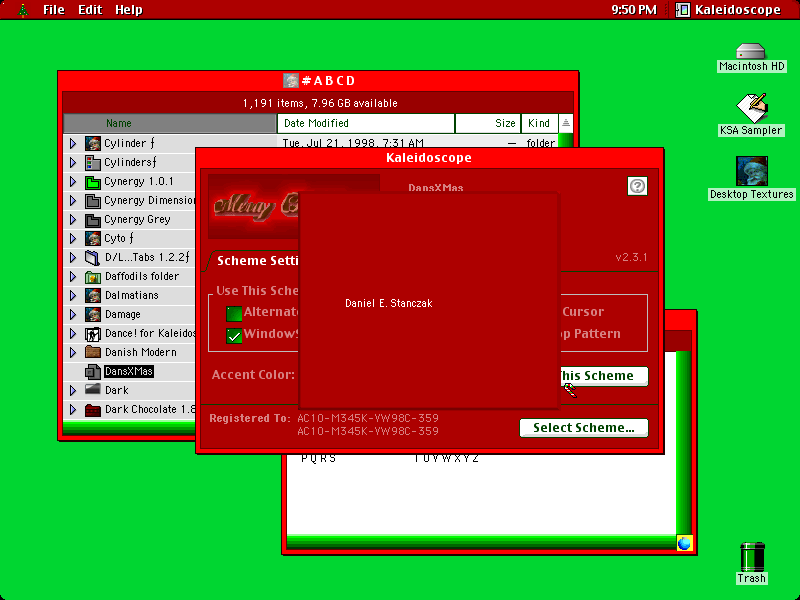 File Edit Help
9:50 PM Kaleidoscope
Macintosh HD
KSA Sampler
Desktop Textures
Trash
#ABCD
1,191 items, 7.96 GB available
Name Date Modified Size Kind
Cylinder ƒ Tue, Jul 21, 1998, 7:31 AM — folder
Cylindersƒ
Cynergy 1.0.1
Cynergy Dimension
Cynergy Grey
Cyto ƒ
D/L...Tabs 1.2.2ƒ
Daffodils folder
Dalmatians
Damage
Dance! for Kaleidos
Danish Modern
DansXMas
Dark
Dark Chocolate 1.8
Kaleidoscope
Merry
DansXMas
v2.3.1
Scheme Setti
Use This Sche
Alternat
Cursor
Window
op Pattern
Daniel E. Stanczak
Accent Color:
This Scheme
Registered To: AC10-M345K-YW98C-359
AC10-M345K-YW98C-359
Select Scheme...
PQRS TUVWXYZ